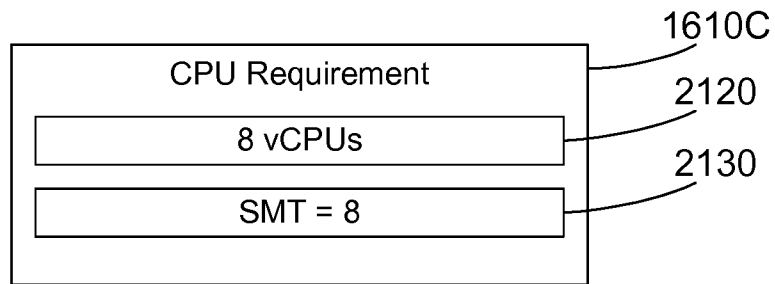 1610C
CPU Requirement
2120
8 vCPUs
2130
SMT = 8